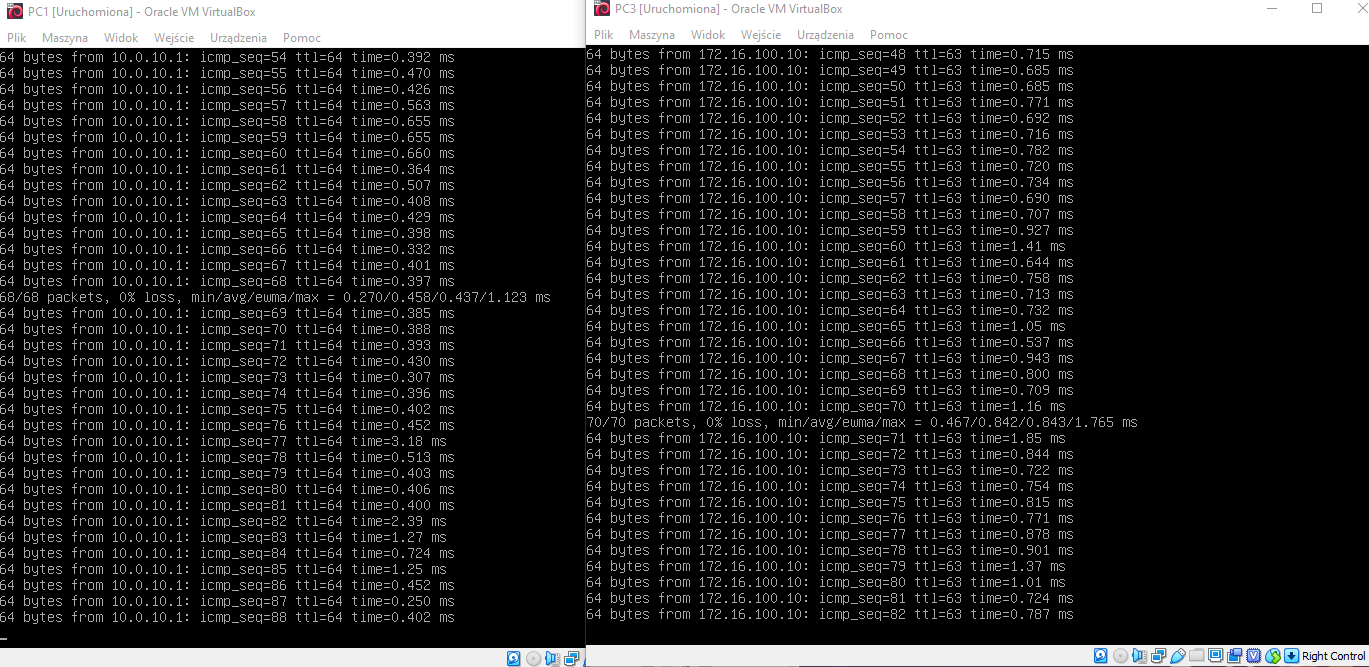 PC1 [Uruchomiona] - Oracle VM VirtualBox
Plik Maszyna Widok Wejście Urządzenia Pomoc
64 bytes from 10.0.10.1: icmp_seq=54 ttl=64 time=0.392 ms
64 bytes from 10.0.10.1: icmp_seq=55 ttl=64 time=0.470 ms
64 bytes from 10.0.10.1: icmp_seq=56 ttl=64 time=0.426 ms
64 bytes from 10.0.10.1: icmp_seq=57 ttl=64 time=0.563 ms
64 bytes from 10.0.10.1: icmp_seq=58 ttl=64 time=0.655 ms
64 bytes from 10.0.10.1: icmp_seq=59 ttl=64 time=0.655 ms
64 bytes from 10.0.10.1: icmp_seq=60 ttl=64 time=0.660 ms
64 bytes from 10.0.10.1: icmp_seq=61 ttl=64 time=0.364 ms
64 bytes from 10.0.10.1: icmp_seq=62 ttl=64 time=0.507 ms
64 bytes from 10.0.10.1: icmp_seq=63 ttl=64 time=0.408 ms
64 bytes from 10.0.10.1: icmp_seq=64 ttl=64 time=0.429 ms
64 bytes from 10.0.10.1: icmp_seq=65 ttl=64 time=0.398 ms
64 bytes from 10.0.10.1: icmp_seq=66 ttl=64 time=0.332 ms
64 bytes from 10.0.10.1: icmp_seq=67 ttl=64 time=0.401 ms
64 bytes from 10.0.10.1: icmp_seq=68 ttl=64 time=0.397 ms
68/68 packets, 0% loss, min/avg/ewma/max = 0.270/0.458/0.437/1.123 ms
64 bytes from 10.0.10.1: icmp_seq=69 ttl=64 time=0.385 ms
64 bytes from 10.0.10.1: icmp_seq=70 ttl=64 time=0.388 ms
64 bytes from 10.0.10.1: icmp_seq=71 ttl=64 time=0.393 ms
64 bytes from 10.0.10.1: icmp_seq=72 ttl=64 time=0.430 ms
64 bytes from 10.0.10.1: icmp_seq=73 ttl=64 time=0.307 ms
64 bytes from 10.0.10.1: icmp_seq=74 ttl=64 time=0.396 ms
64 bytes from 10.0.10.1: icmp_seq=75 ttl=64 time=0.402 ms
64 bytes from 10.0.10.1: icmp_seq=76 ttl=64 time=0.452 ms
64 bytes from 10.0.10.1: icmp_seq=77 ttl=64 time=3.18 ms
64 bytes from 10.0.10.1: icmp_seq=78 ttl=64 time=0.513 ms
64 bytes from 10.0.10.1: icmp_seq=79 ttl=64 time=0.403 ms
64 bytes from 10.0.10.1: icmp_seq=80 ttl=64 time=0.406 ms
64 bytes from 10.0.10.1: icmp_seq=81 ttl=64 time=0.400 ms
64 bytes from 10.0.10.1: icmp_seq=82 ttl=64 time=2.39 ms
64 bytes from 10.0.10.1: icmp_seq=83 ttl=64 time=1.27 ms
64 bytes from 10.0.10.1: icmp_seq=84 ttl=64 time=0.724 ms
64 bytes from 10.0.10.1: icmp_seq=85 ttl=64 time=1.25 ms
64 bytes from 10.0.10.1: icmp_seq=86 ttl=64 time=0.452 ms
64 bytes from 10.0.10.1: icmp_seq=87 ttl=64 time=0.250 ms
64 bytes from 10.0.10.1: icmp_seq=88 ttl=64 time=0.402 ms
PC3 [Uruchomiona] - Oracle VM VirtualBox
Plik Maszyna Widok Wejście Urządzenia Pomoc
64 bytes from 172.16.100.10: icmp_seq=48 ttl=63 time=0.715 ms
64 bytes from 172.16.100.10: icmp_seq=49 ttl=63 time=0.685 ms
64 bytes from 172.16.100.10: icmp_seq=50 ttl=63 time=0.685 ms
64 bytes from 172.16.100.10: icmp_seq=51 ttl=63 time=0.771 ms
64 bytes from 172.16.100.10: icmp_seq=52 ttl=63 time=0.692 ms
64 bytes from 172.16.100.10: icmp_seq=53 ttl=63 time=0.716 ms
64 bytes from 172.16.100.10: icmp_seq=54 ttl=63 time=0.782 ms
64 bytes from 172.16.100.10: icmp_seq=55 ttl=63 time=0.720 ms
64 bytes from 172.16.100.10: icmp_seq=56 ttl=63 time=0.734 ms
64 bytes from 172.16.100.10: icmp_seq=57 ttl=63 time=0.690 ms
64 bytes from 172.16.100.10: icmp_seq=58 ttl=63 time=0.707 ms
64 bytes from 172.16.100.10: icmp_seq=59 ttl=63 time=0.927 ms
64 bytes from 172.16.100.10: icmp_seq=60 ttl=63 time=1.41 ms
64 bytes from 172.16.100.10: icmp_seq=61 ttl=63 time=0.644 ms
64 bytes from 172.16.100.10: icmp_seq=62 ttl=63 time=0.758 ms
64 bytes from 172.16.100.10: icmp_seq=63 ttl=63 time=0.713 ms
64 bytes from 172.16.100.10: icmp_seq=64 ttl=63 time=0.732 ms
64 bytes from 172.16.100.10: icmp_seq=65 ttl=63 time=1.05 ms
64 bytes from 172.16.100.10: icmp_seq=66 ttl=63 time=0.537 ms
64 bytes from 172.16.100.10: icmp_seq=67 ttl=63 time=0.943 ms
64 bytes from 172.16.100.10: icmp_seq=68 ttl=63 time=0.800 ms
64 bytes from 172.16.100.10: icmp_seq=69 ttl=63 time=0.709 ms
64 bytes from 172.16.100.10: icmp_seq=70 ttl=63 time=1.16 ms
70/70 packets, 0% loss, min/avg/ewma/max = 0.467/0.842/0.843/1.765 ms
64 bytes from 172.16.100.10: icmp_seq=71 ttl=63 time=1.85 ms
64 bytes from 172.16.100.10: icmp_seq=72 ttl=63 time=0.844 ms
64 bytes from 172.16.100.10: icmp_seq=73 ttl=63 time=0.722 ms
64 bytes from 172.16.100.10: icmp_seq=74 ttl=63 time=0.754 ms
64 bytes from 172.16.100.10: icmp_seq=75 ttl=63 time=0.815 ms
64 bytes from 172.16.100.10: icmp_seq=76 ttl=63 time=0.771 ms
64 bytes from 172.16.100.10: icmp_seq=77 ttl=63 time=0.878 ms
64 bytes from 172.16.100.10: icmp_seq=78 ttl=63 time=0.901 ms
64 bytes from 172.16.100.10: icmp_seq=79 ttl=63 time=1.37 ms
64 bytes from 172.16.100.10: icmp_seq=80 ttl=63 time=1.01 ms
64 bytes from 172.16.100.10: icmp_seq=81 ttl=63 time=0.724 ms
64 bytes from 172.16.100.10: icmp_seq=82 ttl=63 time=0.787 ms
Right Control